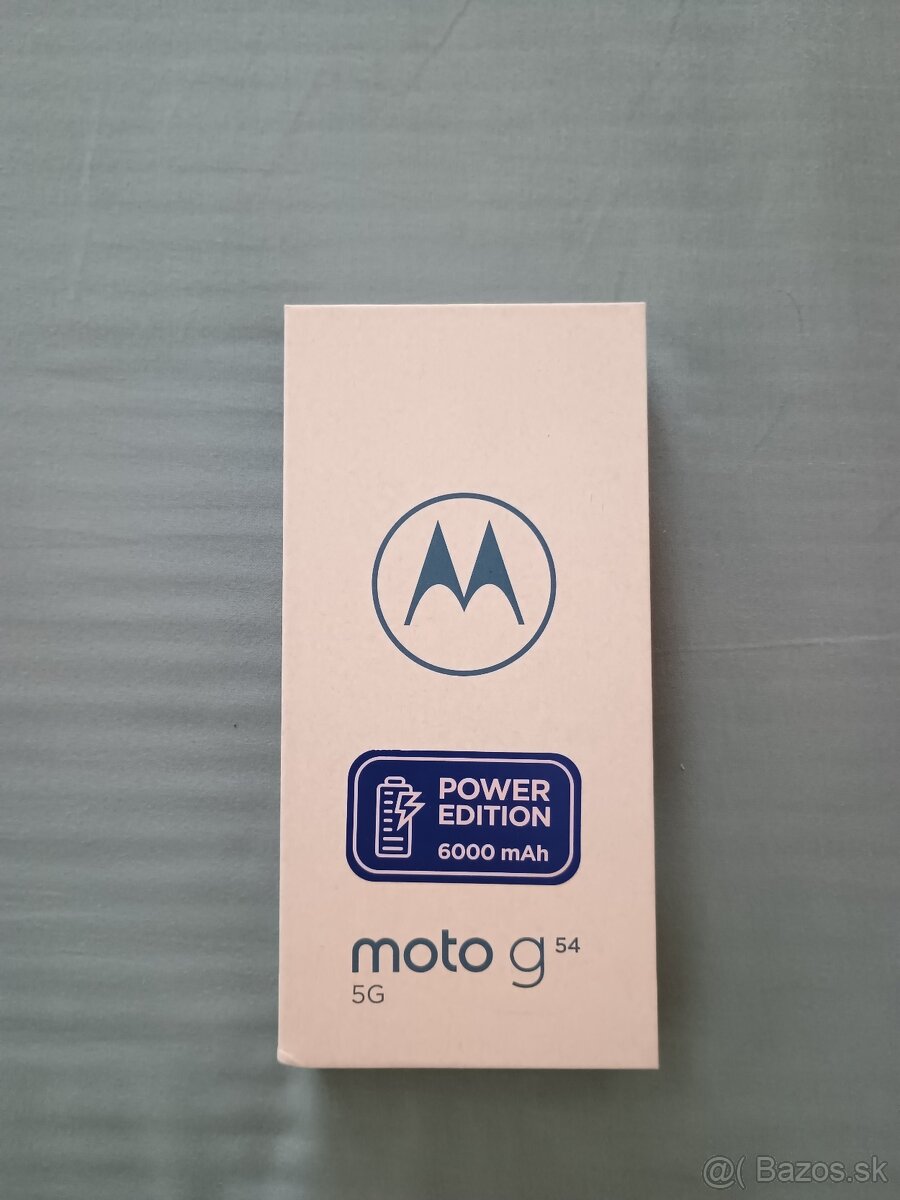 POWER
EDITION
6000 mAh
moto g 54
5G
@( Bazos.sk